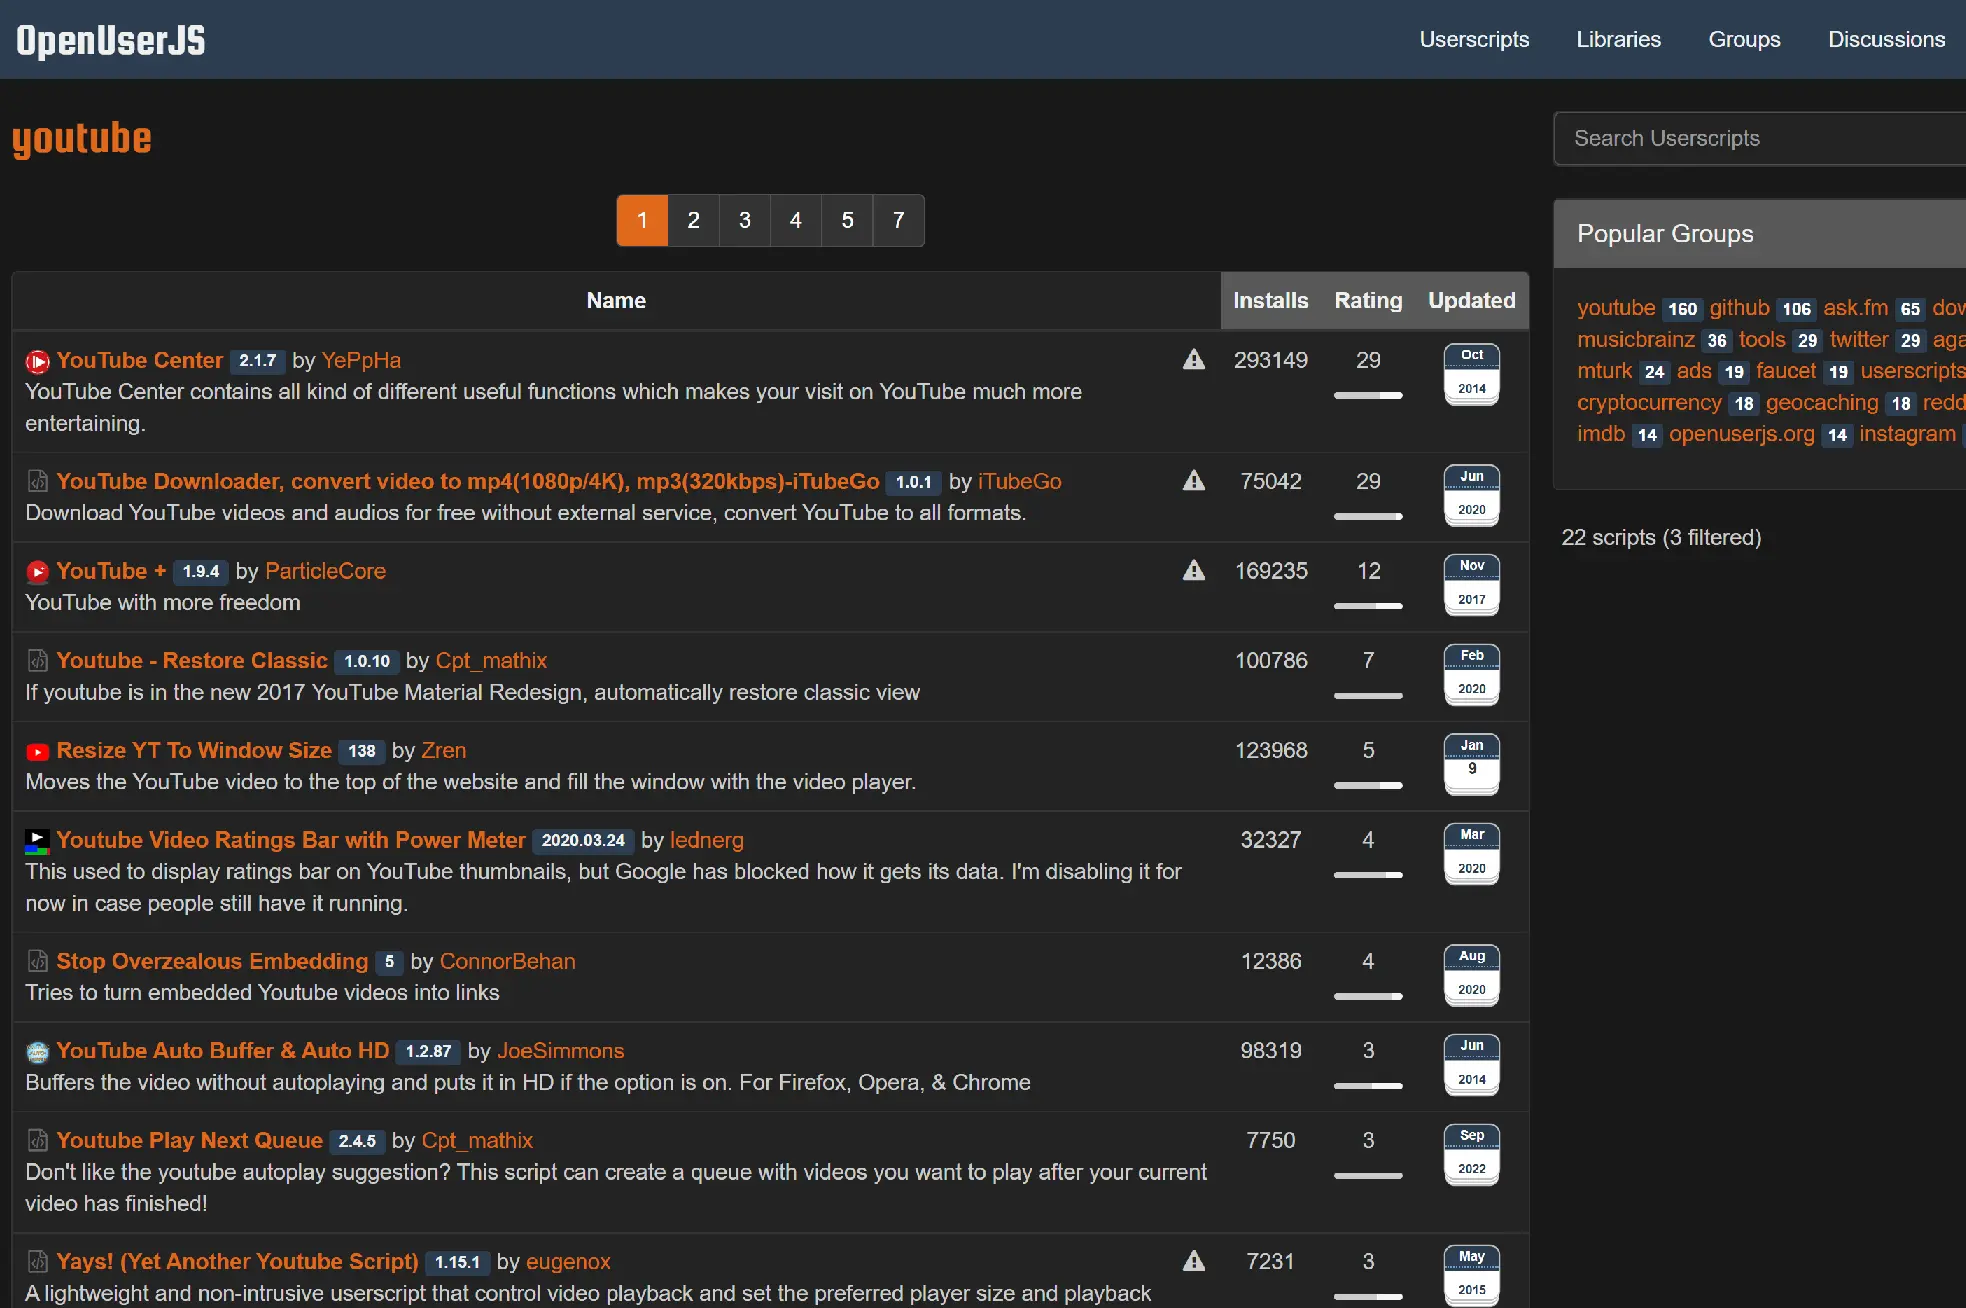 OpenUserJS
Userscripts Libraries Groups Discussions
youtube
Search Userscripts
1 2 3 4 5 7
Name Installs Rating Updated
YouTube Center 2.1.7 by YePpHa 293149 29 Oct 2014
YouTube Center contains all kind of different useful functions which makes your visit on YouTube much more
entertaining.
YouTube Downloader, convert video to mp4(1080p/4K), mp3(320kbps)-iTubeGo 1.0.1 by iTubeGo 75042 29 Jun 2020
Download YouTube videos and audios for free without external service, convert YouTube to all formats.
YouTube + 1.9.4 by ParticleCore 169235 12 Nov 2017
YouTube with more freedom
Youtube - Restore Classic 1.0.10 by Cpt_mathix 100786 7 Feb 2020
If youtube is in the new 2017 YouTube Material Redesign, automatically restore classic view
Resize YT To Window Size 138 by Zren 123968 5 Jan 9
Moves the YouTube video to the top of the website and fill the window with the video player.
Youtube Video Ratings Bar with Power Meter 2020.03.24 by lednerg 32327 4 Mar 2020
This used to display ratings bar on YouTube thumbnails, but Google has blocked how it gets its data. I'm disabling it for
now in case people still have it running.
Stop Overzealous Embedding 5 by ConnorBehan 12386 4 Aug 2020
Tries to turn embedded Youtube videos into links
YouTube Auto Buffer & Auto HD 1.2.87 by JoeSimmons 98319 3 Jun 2014
Buffers the video without autoplaying and puts it in HD if the option is on. For Firefox, Opera, & Chrome
Youtube Play Next Queue 2.4.5 by Cpt_mathix 7750 3 Sep 2022
Don't like the youtube autoplay suggestion? This script can create a queue with videos you want to play after your current
video has finished!
Yays! (Yet Another Youtube Script) 1.15.1 by eugenox 7231 3 May 2015
A lightweight and non-intrusive userscript that control video playback and set the preferred player size and playback
Popular Groups
youtube 160 github 106 ask.fm 65
musicbrainz 36 tools 29 twitter 29
mturk 24 ads 19 faucet 19 userscripts
cryptocurrency 18 geocaching 18
imdb 14 openuserjs.org 14 instagram
22 scripts (3 filtered)